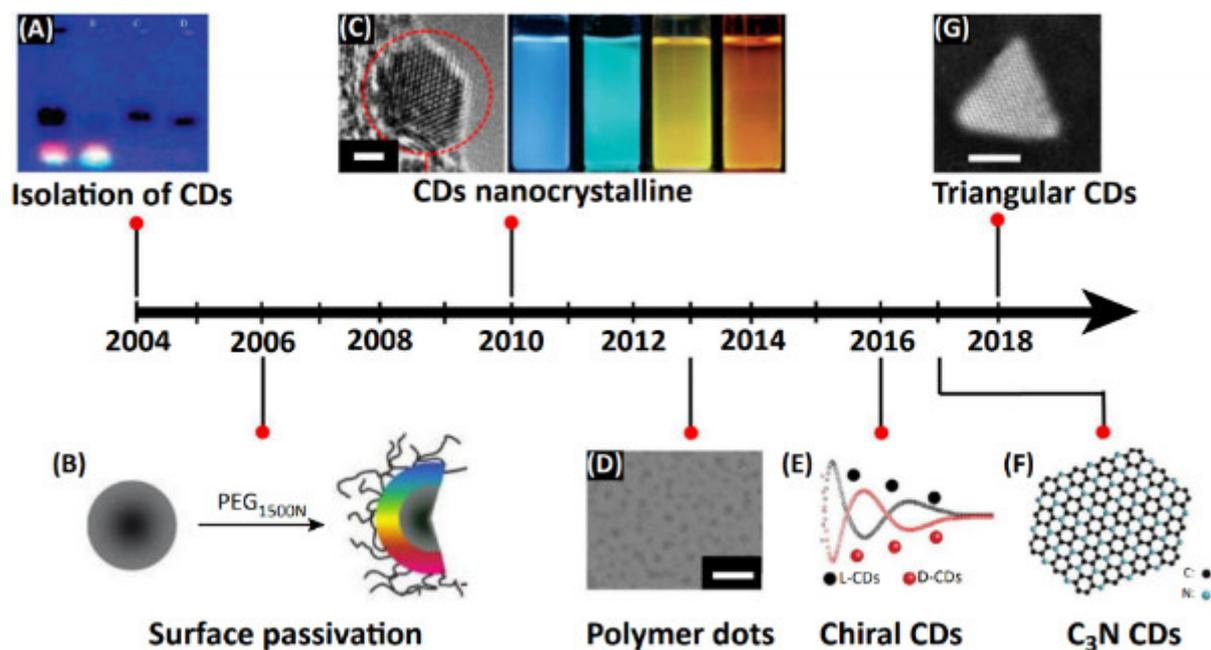 (A)
B
C
D
Isolation of CDs
(C)
CDs nanocrystalline
(G)
Triangular CDs
2004
2006
2008
2010
2012
2014
2016
2018
(B)
PEG1500N
Surface passivation
(D)
Polymer dots
(E)
L-CDs
D-CDs
Chiral CDs
(F)
C:
N:
C3N CDs